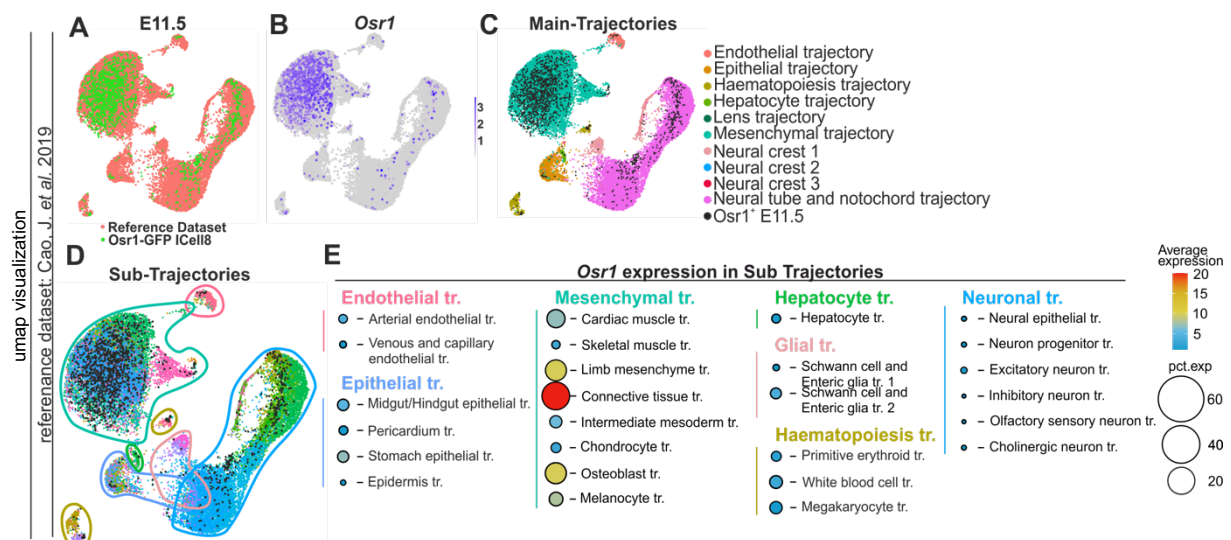 umap visualization
referenance dataset: Cao, J. et al. 2019
A
E11.5
Reference Dataset
Osr1-GFP ICell8
B
Osr1
3
2
1
C
Main-Trajectories
Endothelial trajectory
Epithelial trajectory
Haematopoiesis trajectory
Hepatocyte trajectory
Lens trajectory
Mesenchymal trajectory
Neural crest 1
Neural crest 2
Neural crest 3
Neural tube and notochord trajectory
Osr1+ E11.5
D
Sub-Trajectories
E
Osr1 expression in Sub Trajectories
Endothelial tr.
– Arterial endothelial tr.
– Venous and capillary
endothelial tr.
Epithelial tr.
– Midgut/Hindgut epithelial tr.
– Pericardium tr.
– Stomach epithelial tr.
– Epidermis tr.
Mesenchymal tr.
– Cardiac muscle tr.
– Skeletal muscle tr.
– Limb mesenchyme tr.
– Connective tissue tr.
– Intermediate mesoderm tr.
– Chondrocyte tr.
– Osteoblast tr.
– Melanocyte tr.
Hepatocyte tr.
– Hepatocyte tr.
Glial tr.
– Schwann cell and
Enteric glia tr. 1
– Schwann cell and
Enteric glia tr. 2
Haematopoiesis tr.
– Primitive erythroid tr.
– White blood cell tr.
– Megakaryocyte tr.
Neuronal tr.
– Neural epithelial tr.
– Neuron progenitor tr.
– Excitatory neuron tr.
– Inhibitory neuron tr.
– Olfactory sensory neuron tr.
– Cholinergic neuron tr.
Average
expression
20
15
10
5
pct.exp
60
40
20